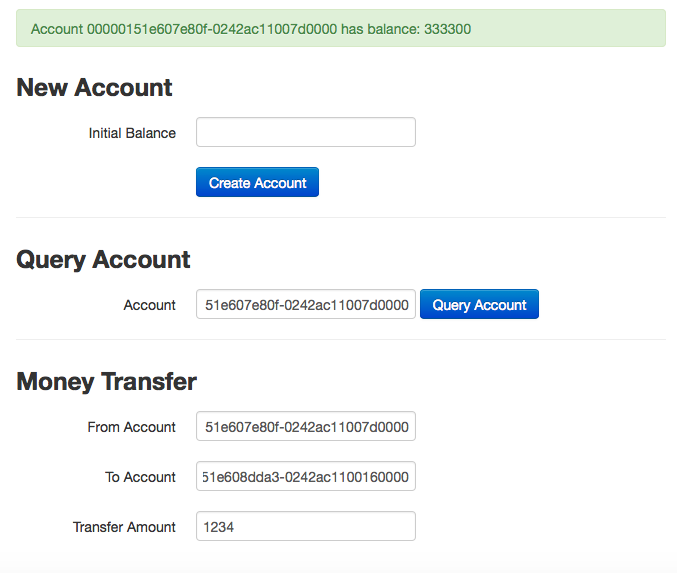 Account 00000151e607e80f-0242ac11007d0000 has balance: 333300
New Account
Initial Balance
Create Account
Query Account
Account 51e607e80f-0242ac11007d0000 Query Account
Money Transfer
From Account 51e607e80f-0242ac11007d0000
To Account 51e608dda3-0242ac1100160000
Transfer Amount 1234